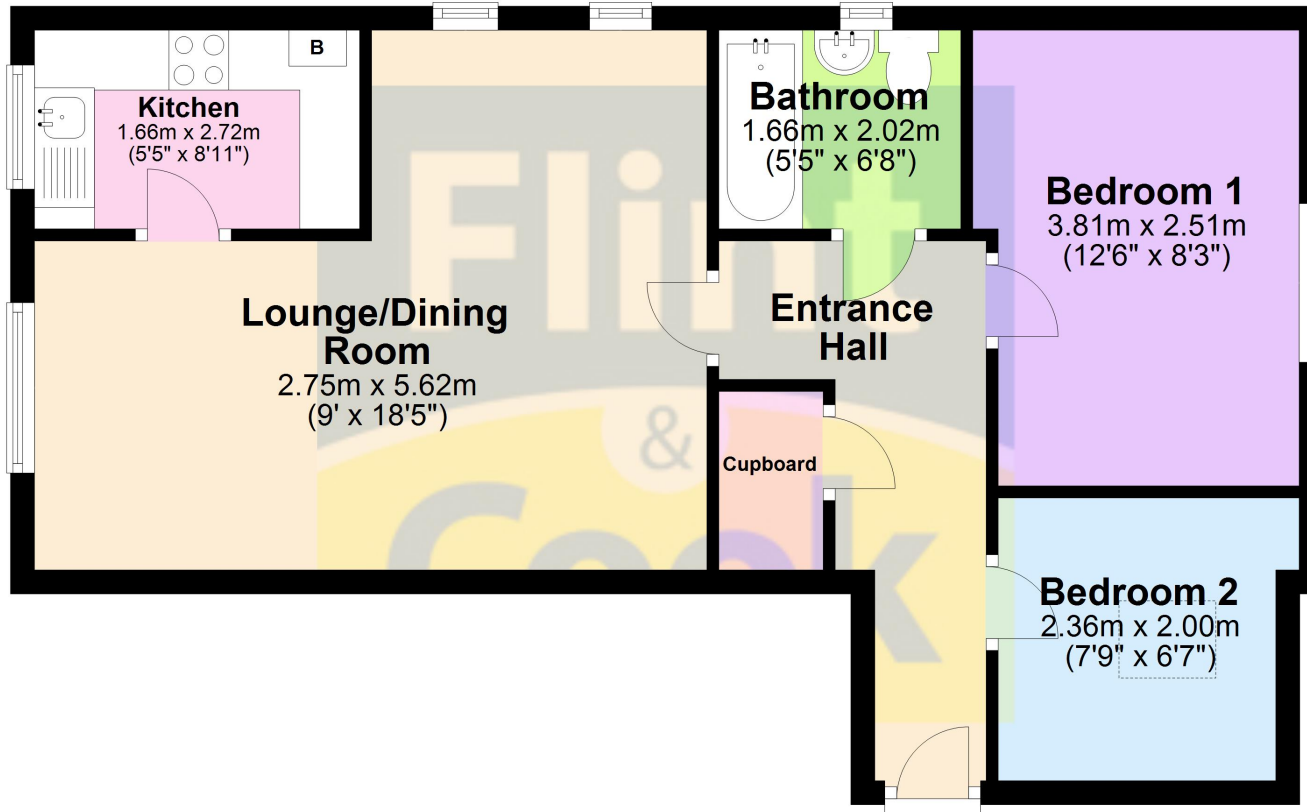 B
Kitchen
1.66m x 2.72m
(5'5" x 8'11")
Bathroom
1.66m x 2.02m
(5'5" x 6'8")
Bedroom 1
3.81m x 2.51m
(12'6" x 8'3")
Lounge/Dining
Room
2.75m x 5.62m
(9' x 18'5")
Entrance
Hall
Cupboard
Bedroom 2
2.36m x 2.00m
(7'9" x 6'7")
Flint
&
Cook